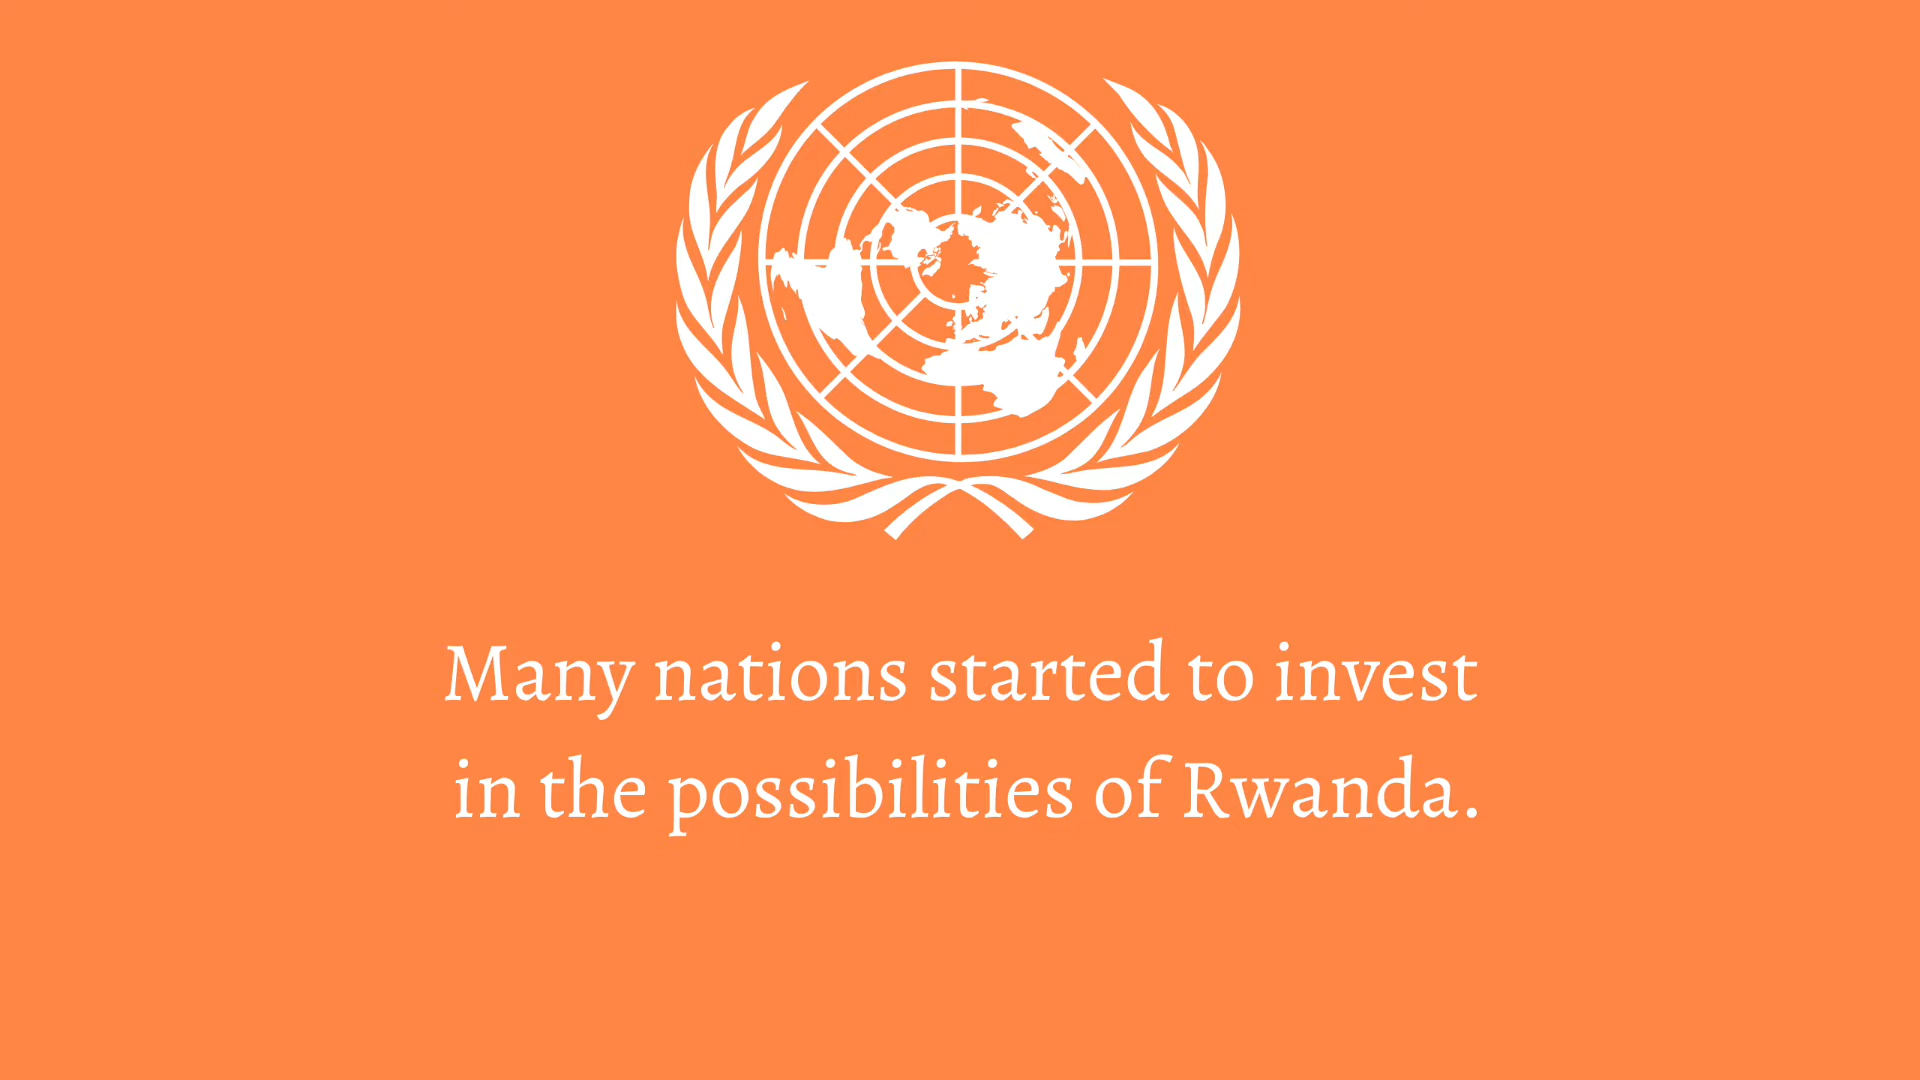 Many nations started to invest
in the possibilities of Rwanda.